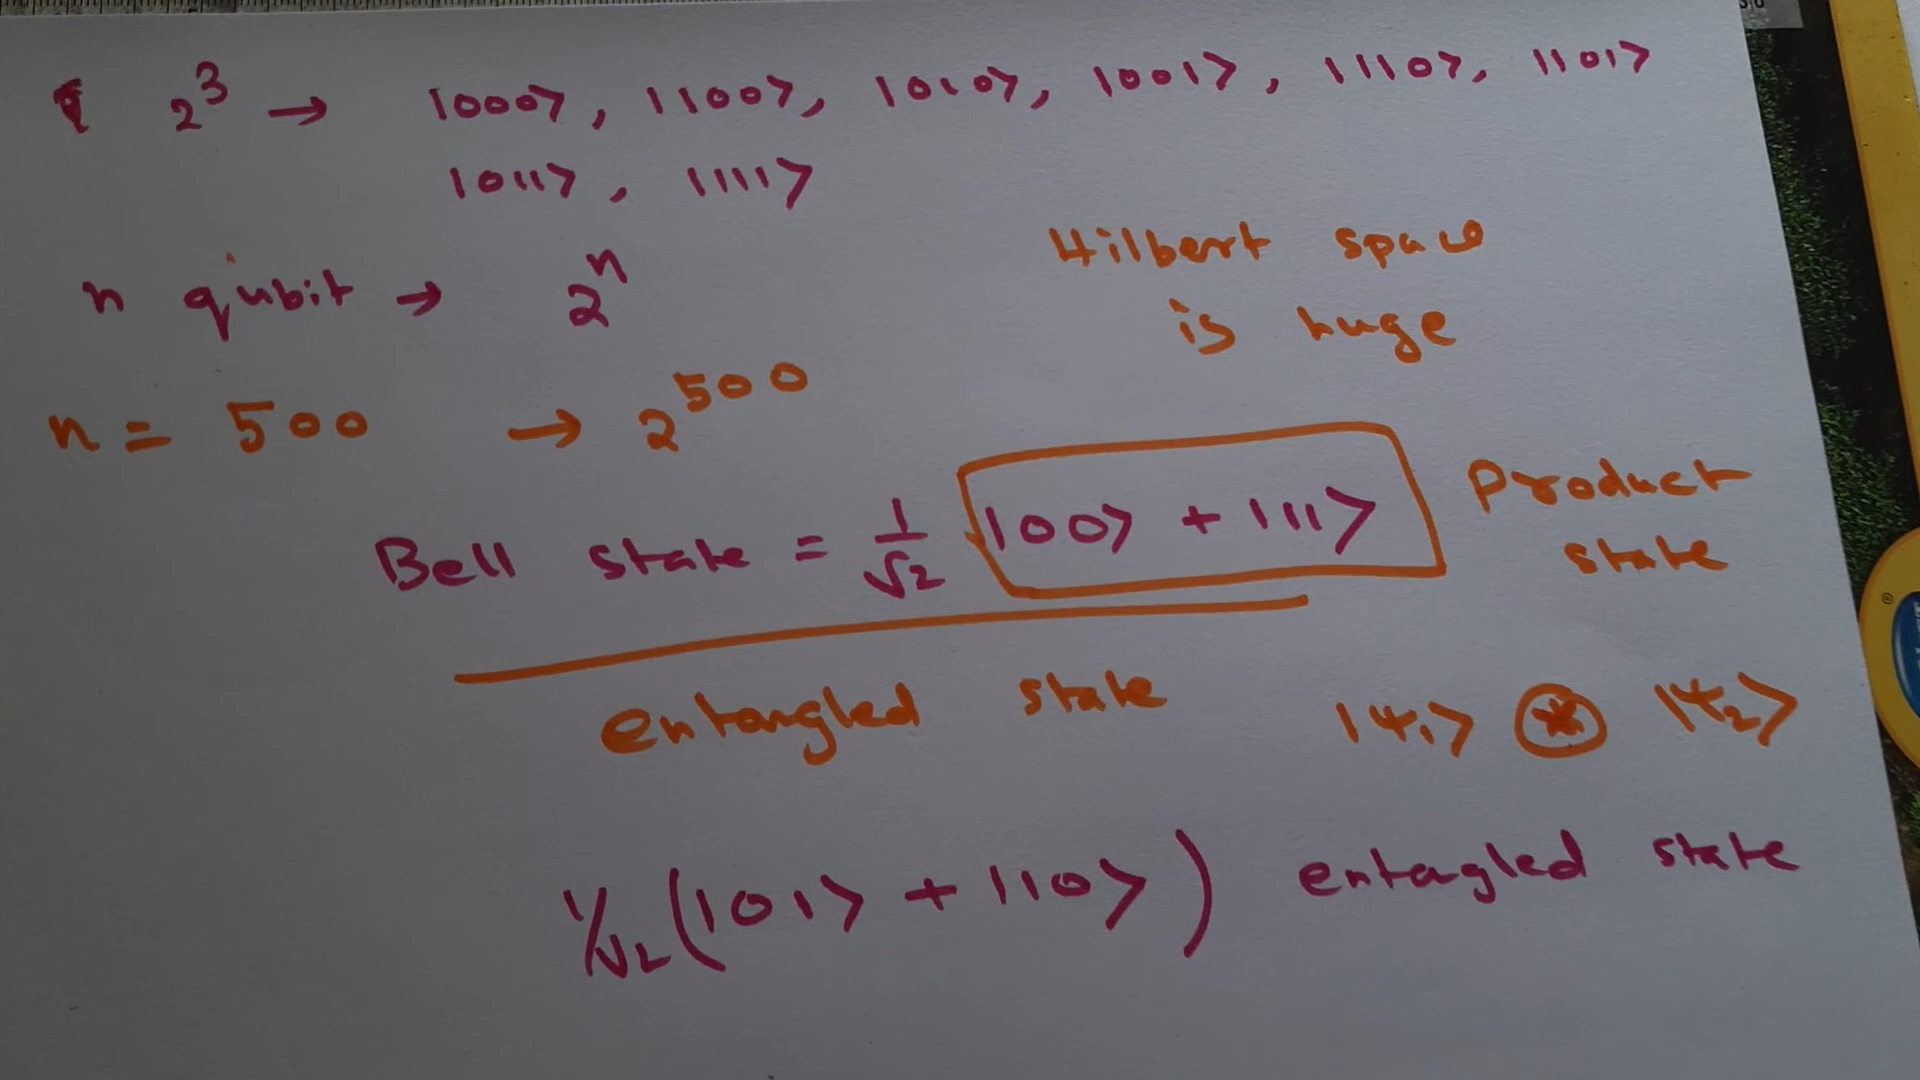 2³ → |000⟩, |100⟩, |010⟩, |001⟩, |110⟩, |101⟩
|011⟩, |111⟩
n qubit → 2ⁿ
Hilbert space
is huge
n = 500 → 2⁵⁰⁰
Bell state = 1/√2 |00⟩ + |11⟩
Product
state
entangled state
|ψ₁⟩ ⊛ |ψ₂⟩
1/√2 (|01⟩ + |10⟩) entagled state